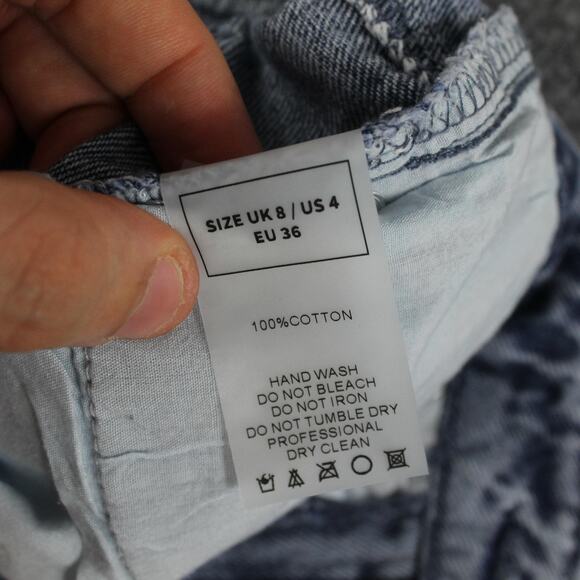 SIZE UK 8 / US 4
EU 36
100%COTTON
HAND WASH
DO NOT BLEACH
DO NOT IRON
DO NOT TUMBLE DRY
PROFESSIONAL
DRY CLEAN